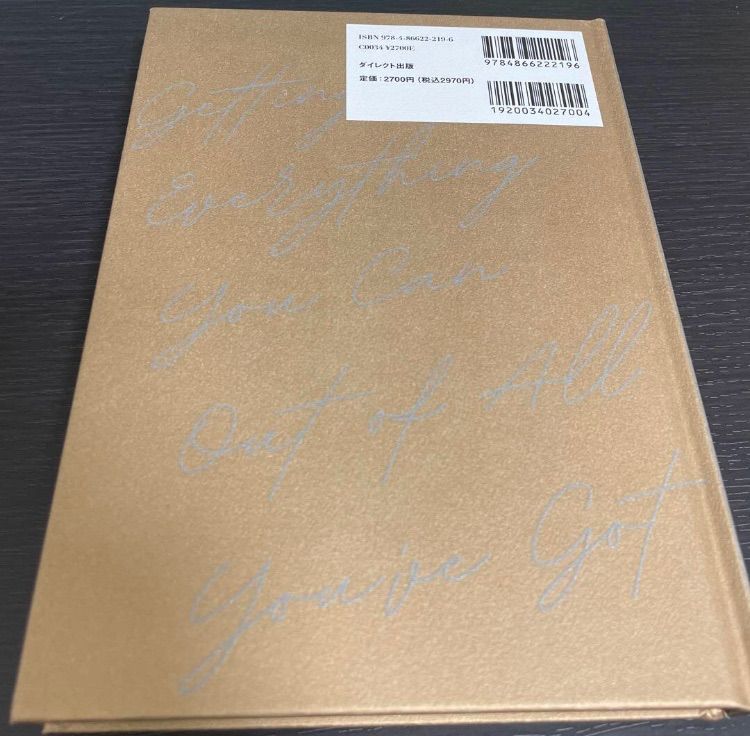 ISBN 978-4-86622-219-6
C0034 ¥2700E
ダイレクト出版
定価：2700円（税込2970円）
9784866222196
1920034027004
Getting
Everything
You Can
Out of All
You've Got